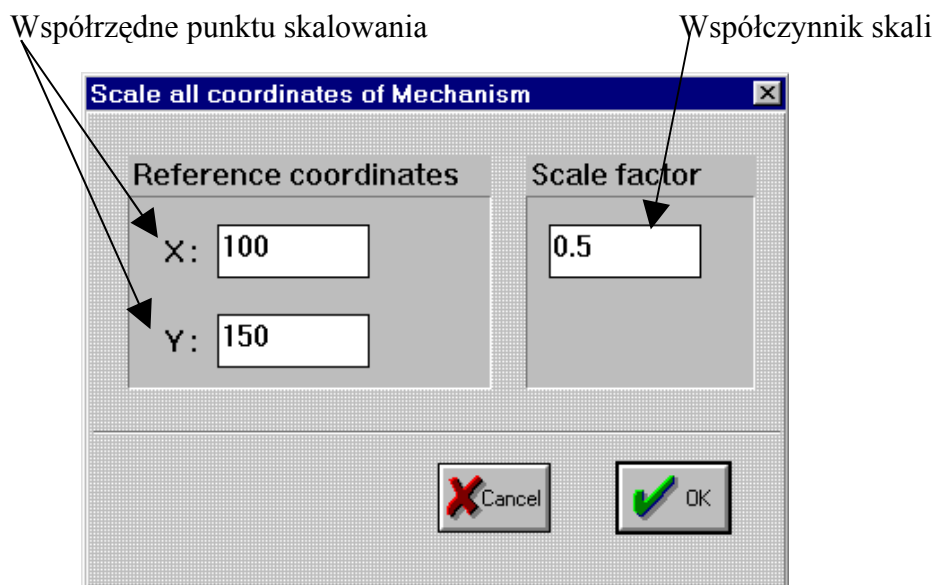 Współrzędne punktu skalowania Współczynnik skali
Scale all coordinates of Mechanism
Reference coordinates Scale factor
X: 100 0.5
Y: 150
Cancel OK